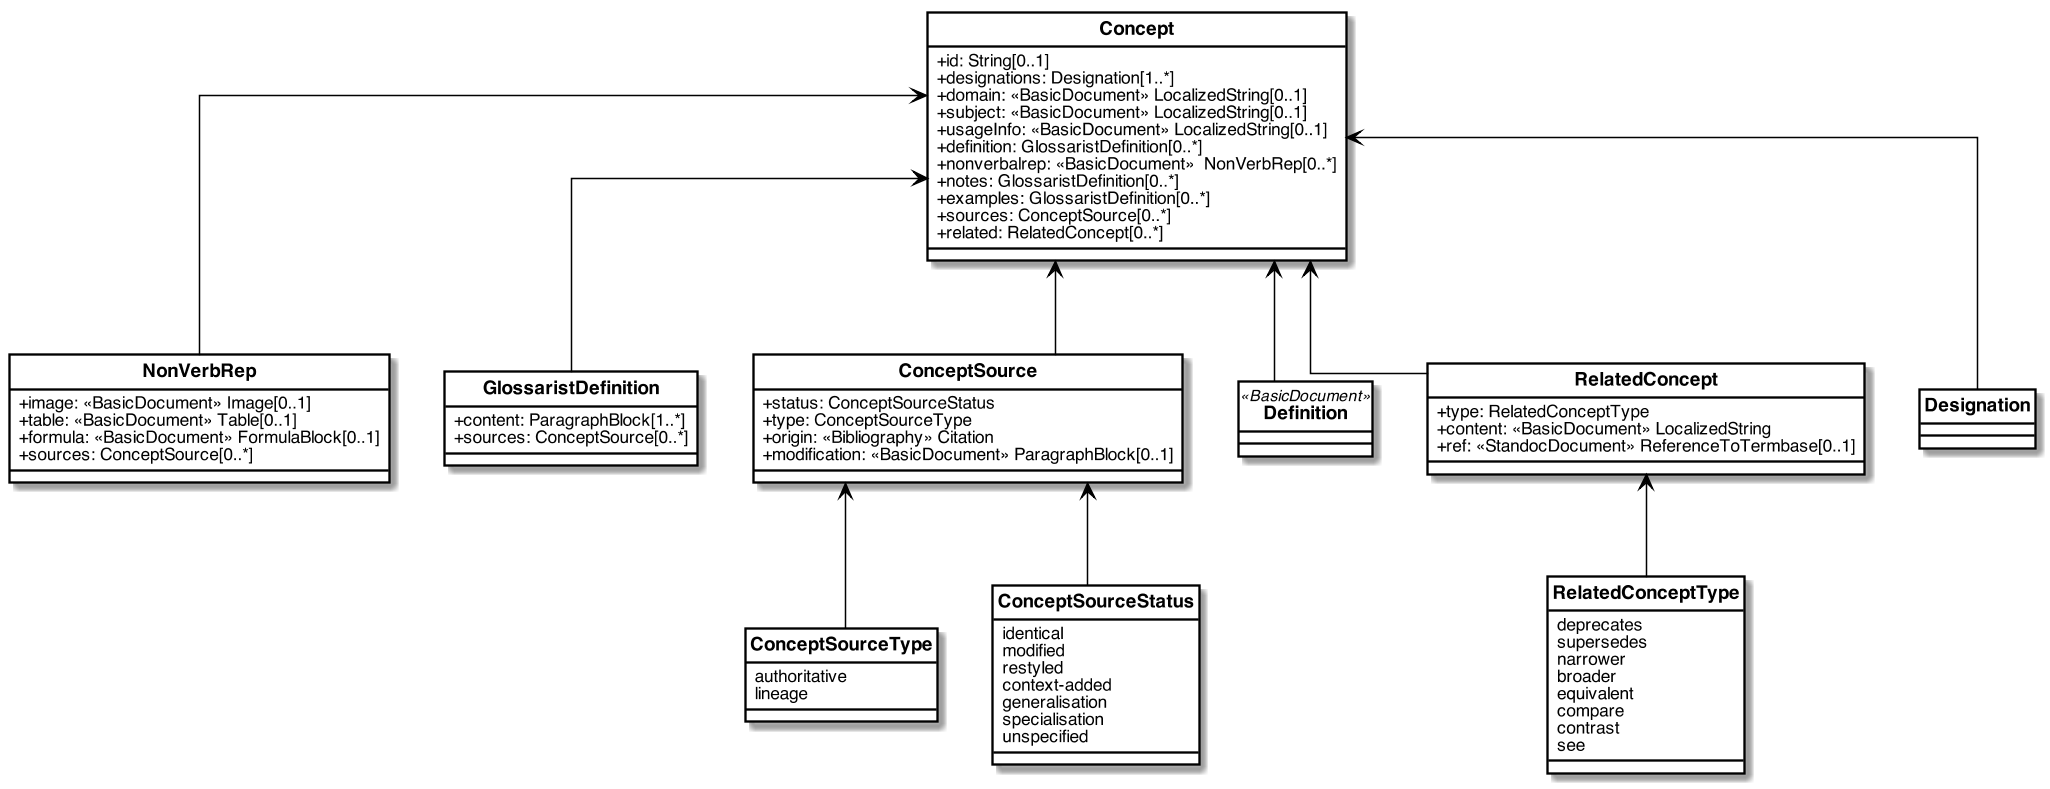 Concept
+id: String[0..1]
+designations: Designation[1..*]
+domain: «BasicDocument» LocalizedString[0..1]
+subject: «BasicDocument» LocalizedString[0..1]
+usageInfo: «BasicDocument» LocalizedString[0..1]
+definition: GlossaristDefinition[0..*]
+nonverbalrep: «BasicDocument»  NonVerbRep[0..*]
+notes: GlossaristDefinition[0..*]
+examples: GlossaristDefinition[0..*]
+sources: ConceptSource[0..*]
+related: RelatedConcept[0..*]
NonVerbRep
+image: «BasicDocument» Image[0..1]
+table: «BasicDocument» Table[0..1]
+formula: «BasicDocument» FormulaBlock[0..1]
+sources: ConceptSource[0..*]
GlossaristDefinition
+content: ParagraphBlock[1..*]
+sources: ConceptSource[0..*]
ConceptSource
+status: ConceptSourceStatus
+type: ConceptSourceType
+origin: «Bibliography» Citation
+modification: «BasicDocument» ParagraphBlock[0..1]
«BasicDocument»
Definition
RelatedConcept
+type: RelatedConceptType
+content: «BasicDocument» LocalizedString
+ref: «StandocDocument» ReferenceToTermbase[0..1]
Designation
ConceptSourceType
authoritative
lineage
ConceptSourceStatus
identical
modified
restyled
context-added
generalisation
specialisation
unspecified
RelatedConceptType
deprecates
supersedes
narrower
broader
equivalent
compare
contrast
see